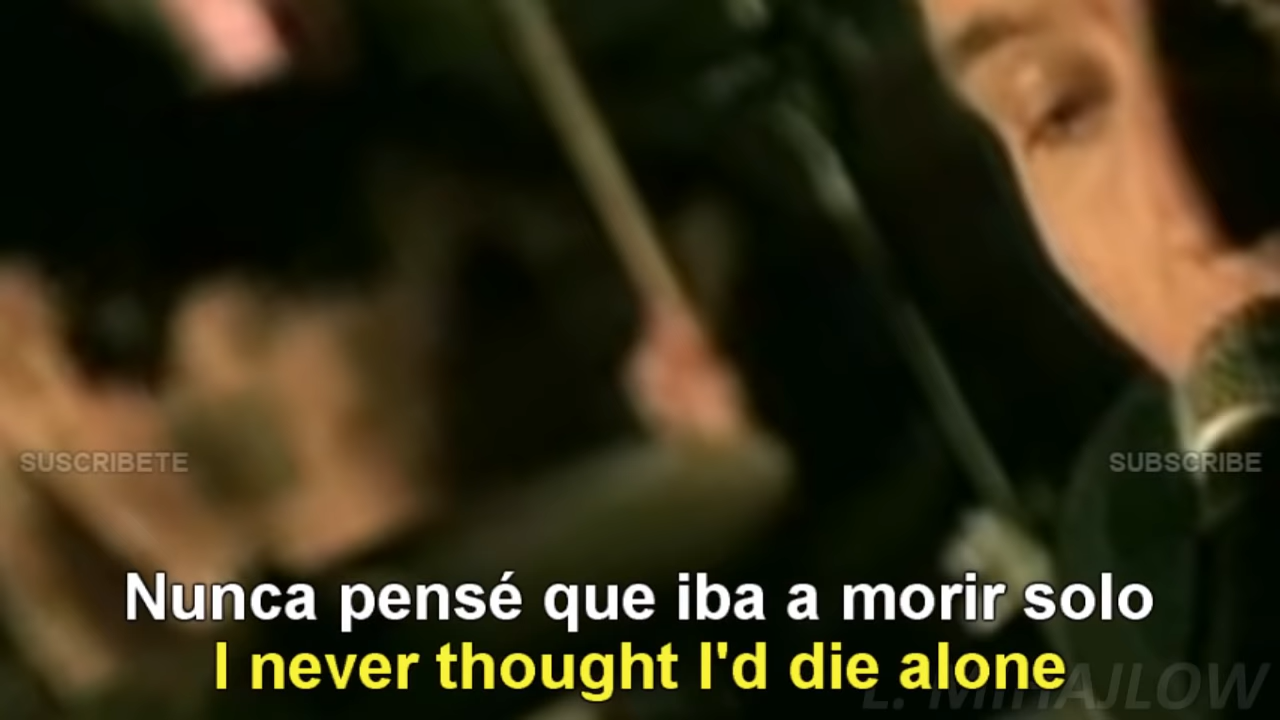 SUSCRIBETE
SUBSCRIBE
Nunca pensé que iba a morir solo
I never thought I'd die alone
L. MIHAJLOW